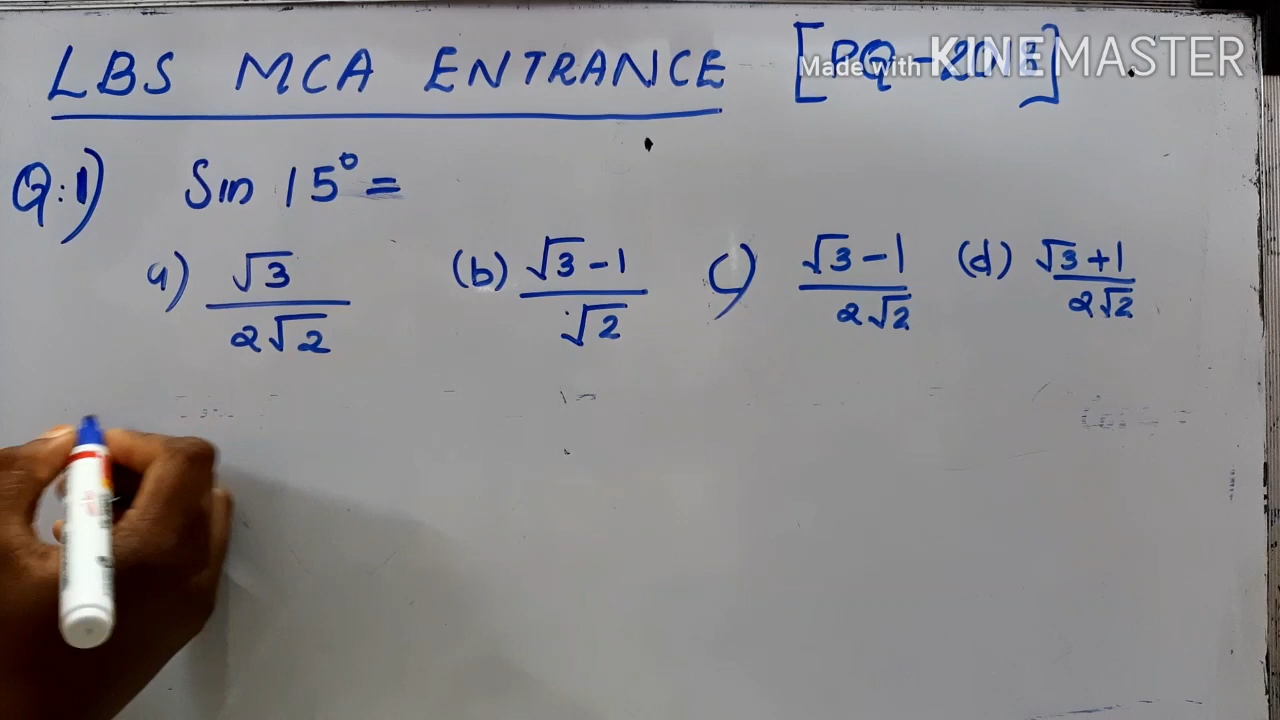 LBS MCA ENTRANCE
Made with KINEMASTER
Q:1) Sin 15° =
a) √3 / 2√2 (b) √3-1 / √2 c) √3-1 / 2√2 (d) √3+1 / 2√2